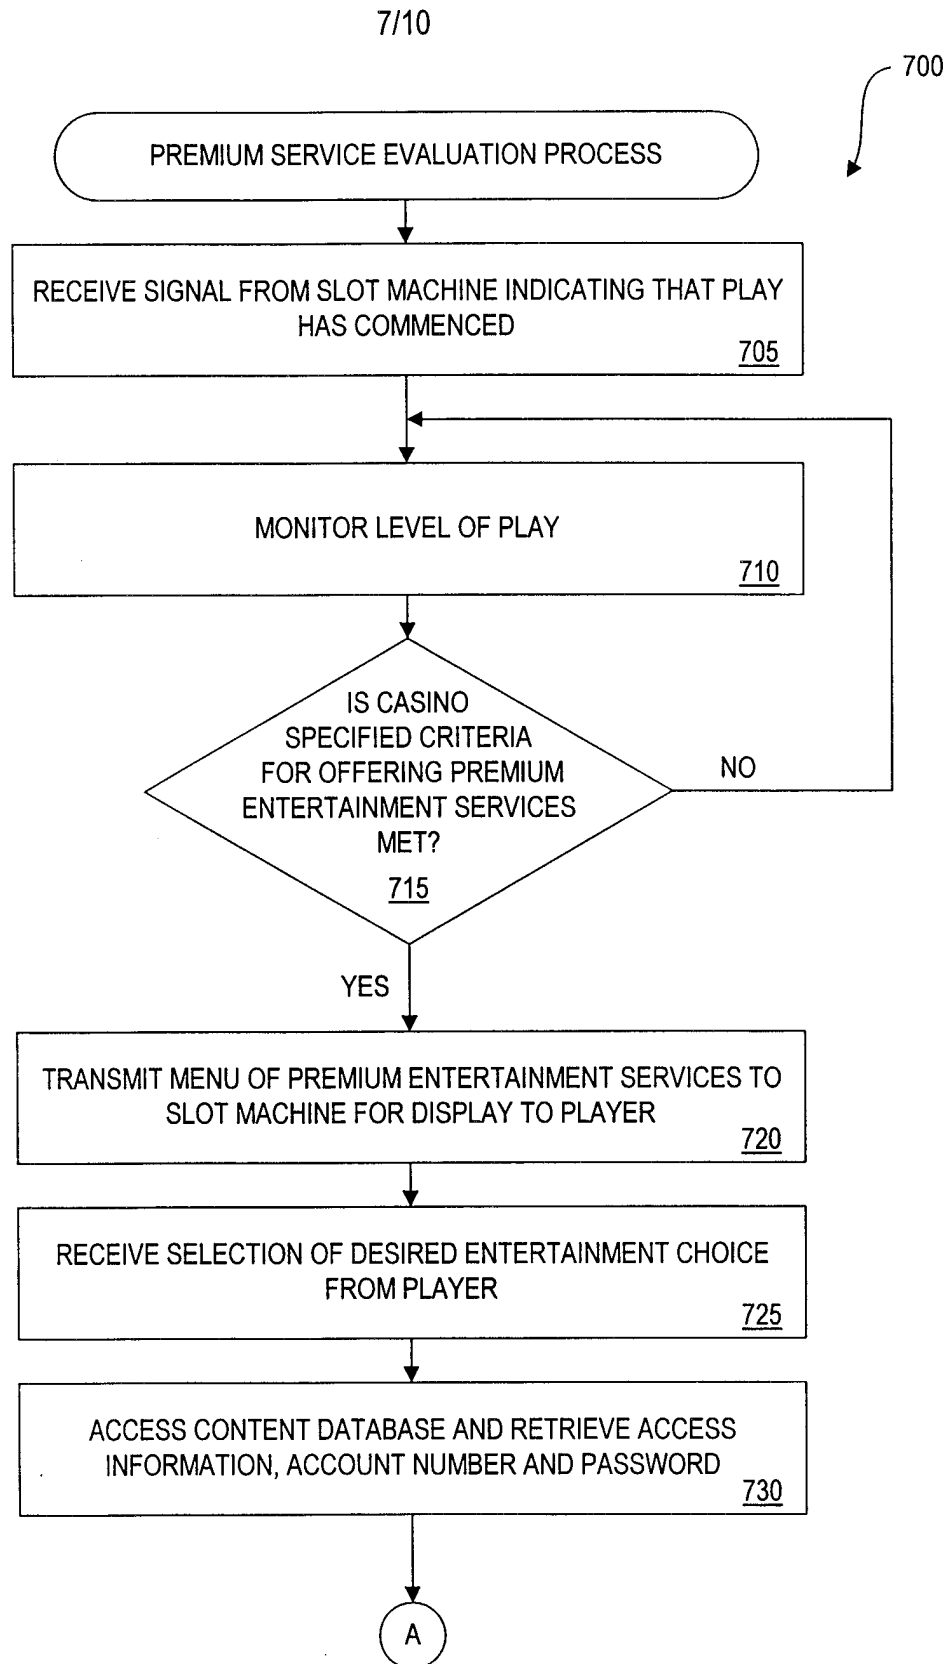 7/10
700
PREMIUM SERVICE EVALUATION PROCESS
RECEIVE SIGNAL FROM SLOT MACHINE INDICATING THAT PLAY
HAS COMMENCED
705
MONITOR LEVEL OF PLAY
710
IS CASINO
SPECIFIED CRITERIA
FOR OFFERING PREMIUM
ENTERTAINMENT SERVICES
MET?
715
NO
YES
TRANSMIT MENU OF PREMIUM ENTERTAINMENT SERVICES TO
SLOT MACHINE FOR DISPLAY TO PLAYER
720
RECEIVE SELECTION OF DESIRED ENTERTAINMENT CHOICE
FROM PLAYER
725
ACCESS CONTENT DATABASE AND RETRIEVE ACCESS
INFORMATION, ACCOUNT NUMBER AND PASSWORD
730
A